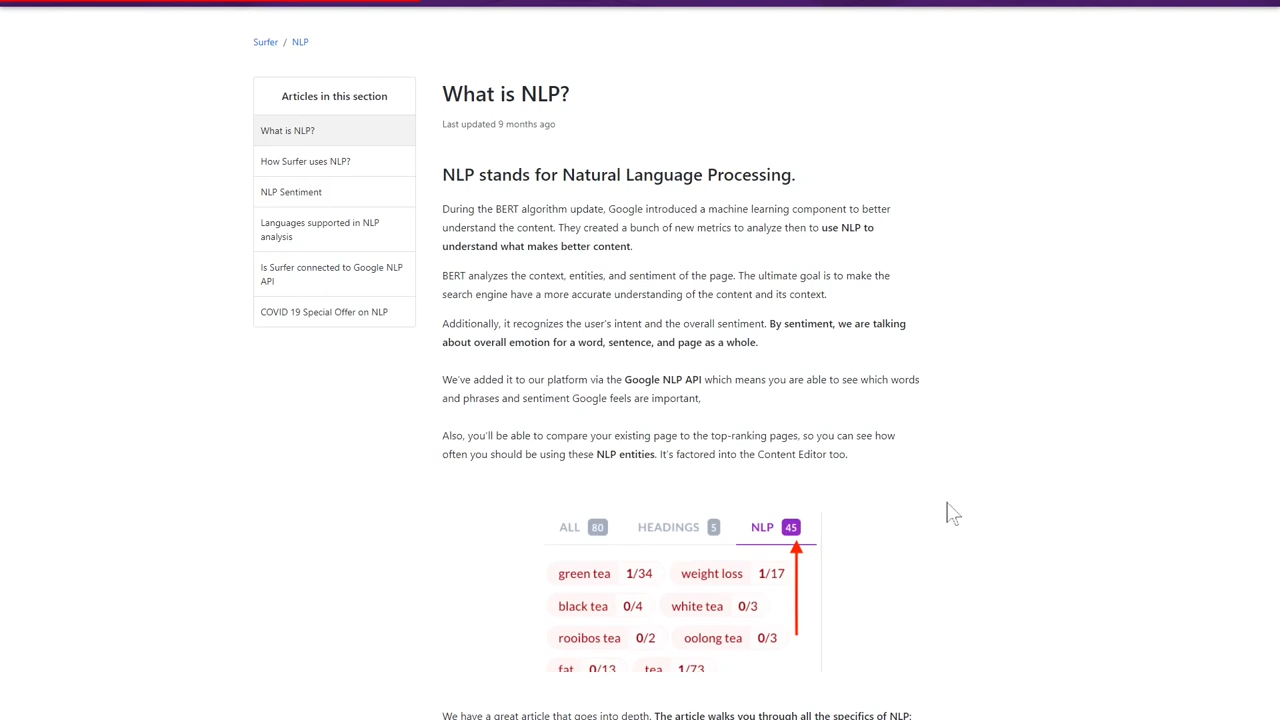 Surfer / NLP
Articles in this section
What is NLP?
How Surfer uses NLP?
NLP Sentiment
Languages supported in NLP
analysis
Is Surfer connected to Google NLP
API
COVID 19 Special Offer on NLP
What is NLP?
Last updated 9 months ago
NLP stands for Natural Language Processing.
During the BERT algorithm update, Google introduced a machine learning component to better
understand the content. They created a bunch of new metrics to analyze then to use NLP to
understand what makes better content.
BERT analyzes the context, entities, and sentiment of the page. The ultimate goal is to make the
search engine have a more accurate understanding of the content and its context.
Additionally, it recognizes the user's intent and the overall sentiment. By sentiment, we are talking
about overall emotion for a word, sentence, and page as a whole.
We've added it to our platform via the Google NLP API which means you are able to see which words
and phrases and sentiment Google feels are important,
Also, you'll be able to compare your existing page to the top-ranking pages, so you can see how
often you should be using these NLP entities. It's factored into the Content Editor too.
ALL 80 HEADINGS 5 NLP 45
green tea 1/34 weight loss 1/17
black tea 0/4 white tea 0/3
rooibos tea 0/2 oolong tea 0/3
fat 0/13 tea 1/73
We have a great article that goes into depth. The article walks you through all the specifics of NLP: